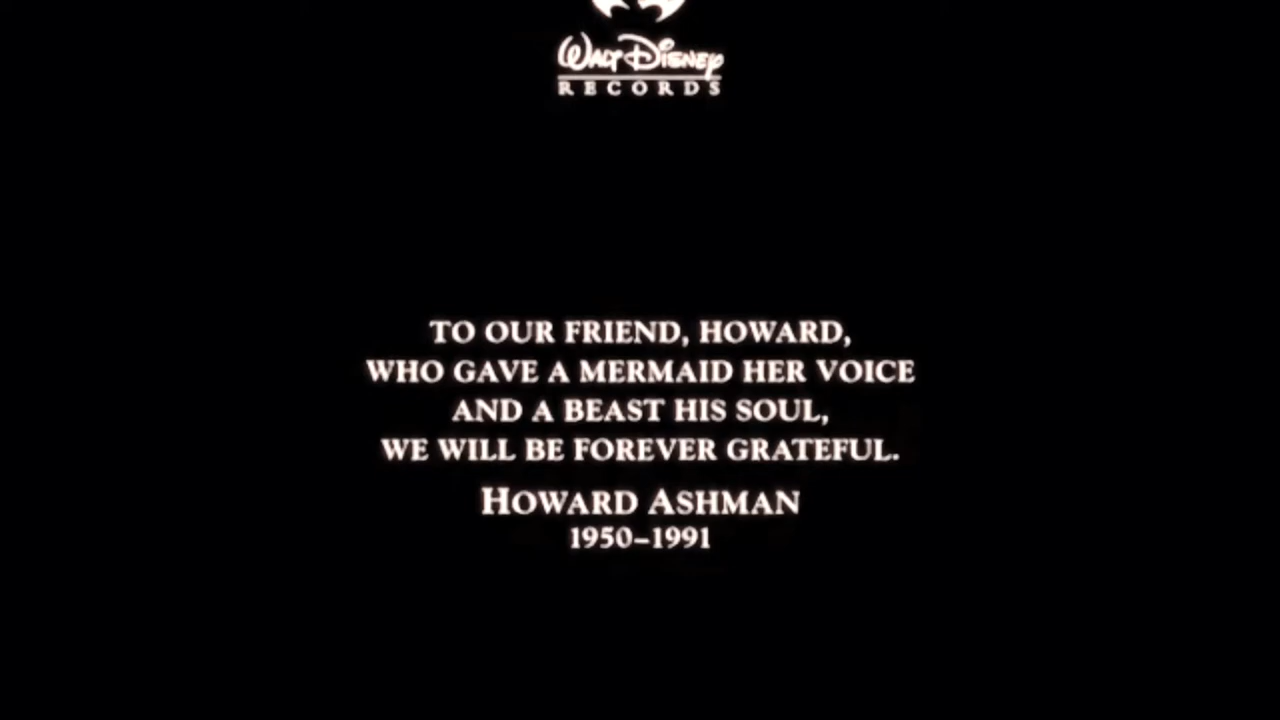 Walt Disney
RECORDS
TO OUR FRIEND, HOWARD,
WHO GAVE A MERMAID HER VOICE
AND A BEAST HIS SOUL,
WE WILL BE FOREVER GRATEFUL.
HOWARD ASHMAN
1950–1991